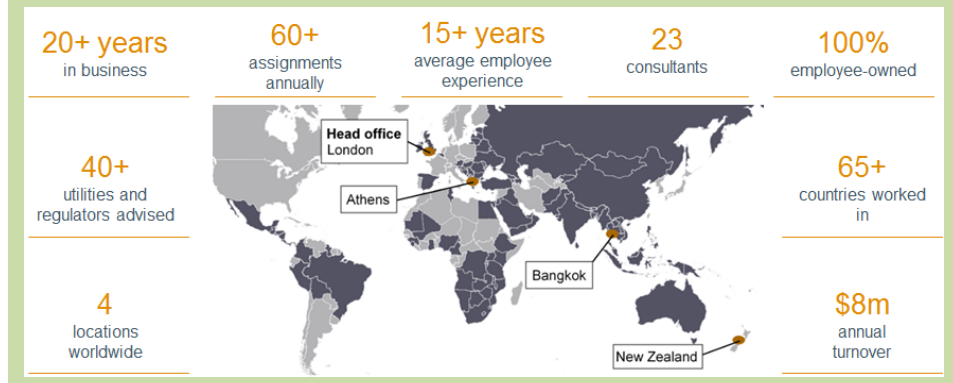 20+ years
in business
60+
assignments
annually
15+ years
average employee
experience
23
consultants
100%
employee-owned
40+
utilities and
regulators advised
Head office
London
Athens
Bangkok
New Zealand
65+
countries worked
in
4
locations
worldwide
$8m
annual
turnover